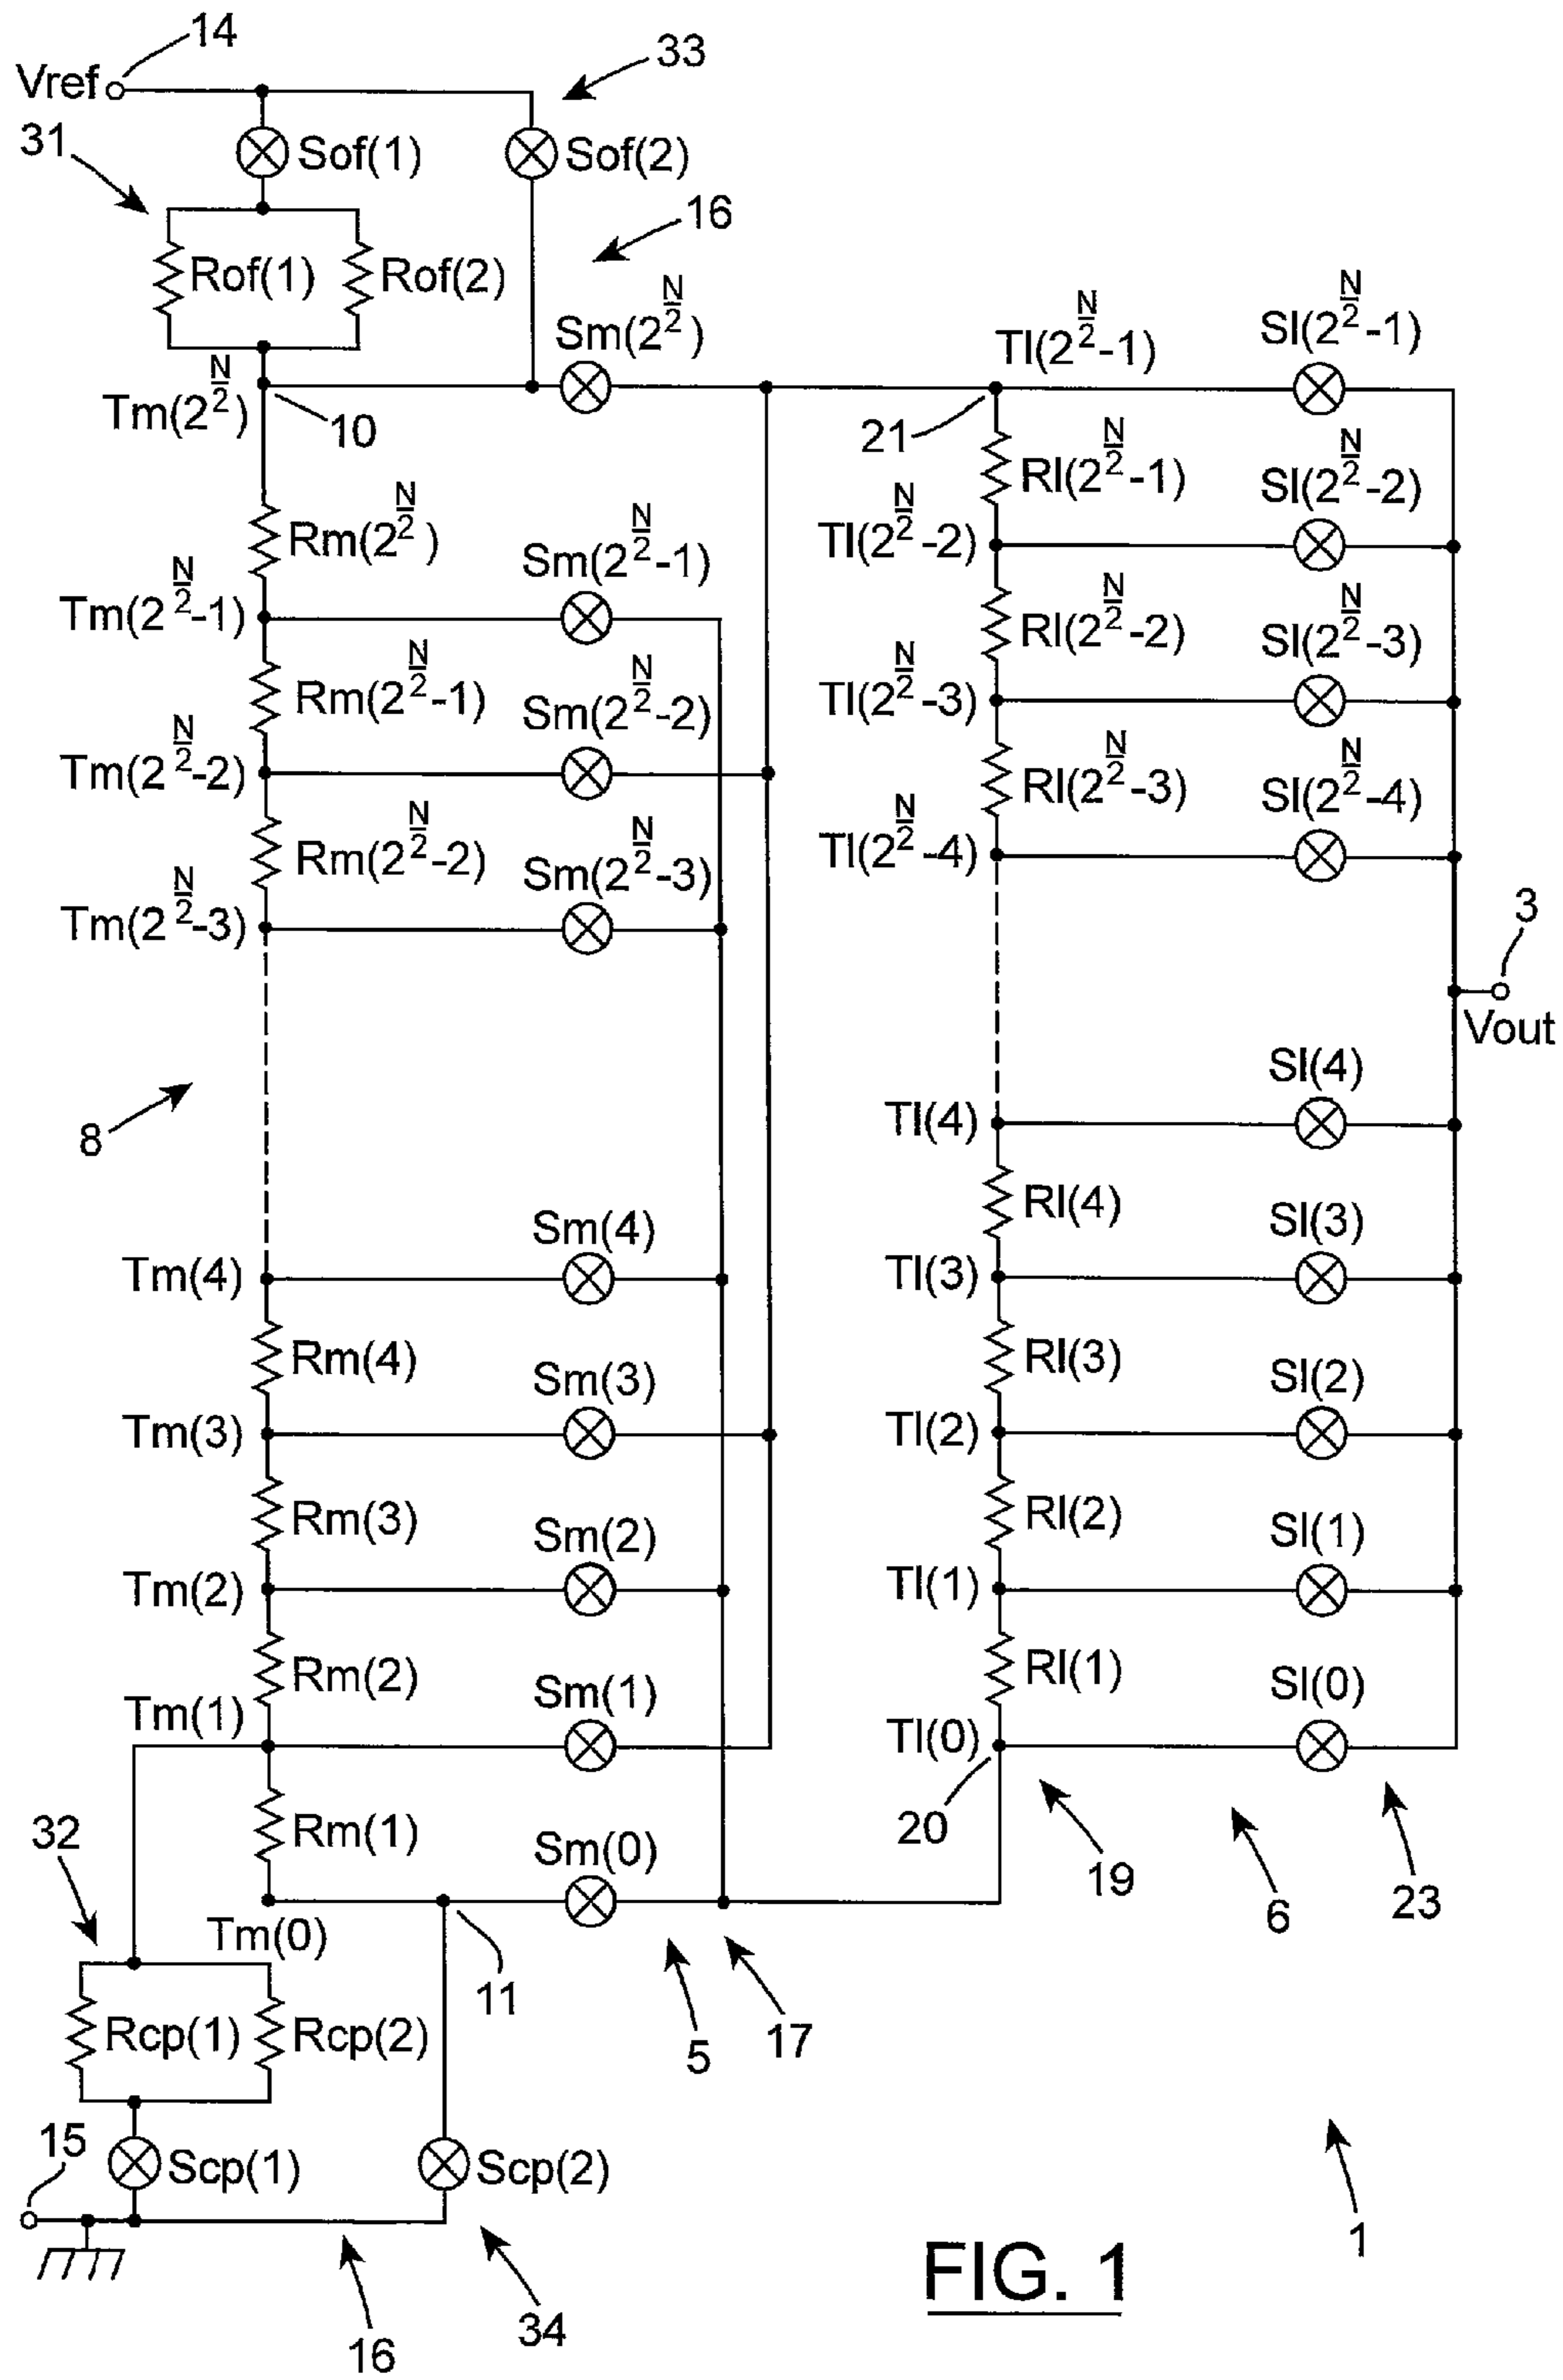 14
Vref
33
31
Sof(1)
Sof(2)
16
Rof(1)
Rof(2)
Sm(2^{N/2})
Tl(2^{N/2}-1)
Sl(2^{N/2}-1)
Tm(2^{N/2})
10
21
Rl(2^{N/2}-1)
Sl(2^{N/2}-2)
Rm(2^{N/2})
Sm(2^{N/2}-1)
Tl(2^{N/2}-2)
Tm(2^{N/2}-1)
Rl(2^{N/2}-2)
Sl(2^{N/2}-3)
Rm(2^{N/2}-1)
Sm(2^{N/2}-2)
Tl(2^{N/2}-3)
Tm(2^{N/2}-2)
Rl(2^{N/2}-3)
Sl(2^{N/2}-4)
Rm(2^{N/2}-2)
Sm(2^{N/2}-3)
Tl(2^{N/2}-4)
Tm(2^{N/2}-3)
3
Vout
8
Sl(4)
Tl(4)
Rl(4)
Sm(4)
Sl(3)
Tm(4)
Tl(3)
Rm(4)
Sm(3)
Rl(3)
Sl(2)
Tm(3)
Tl(2)
Rm(3)
Sm(2)
Rl(2)
Sl(1)
Tm(2)
Tl(1)
Rm(2)
Sm(1)
Rl(1)
Sl(0)
Tm(1)
Tl(0)
32
Rm(1)
Sm(0)
20
19
6
23
Tm(0)
11
5
17
Rcp(1)
Rcp(2)
15
Scp(1)
Scp(2)
1
16
34
FIG. 1